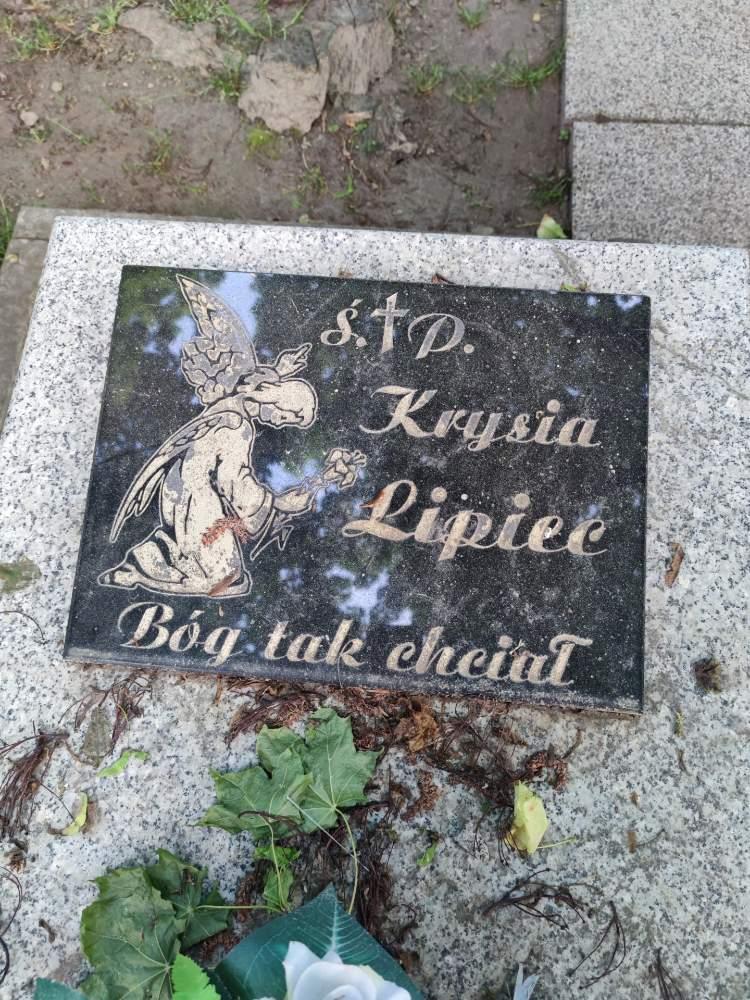 Ś.†P.
Krysia
Lipiec
Bóg tak chciał